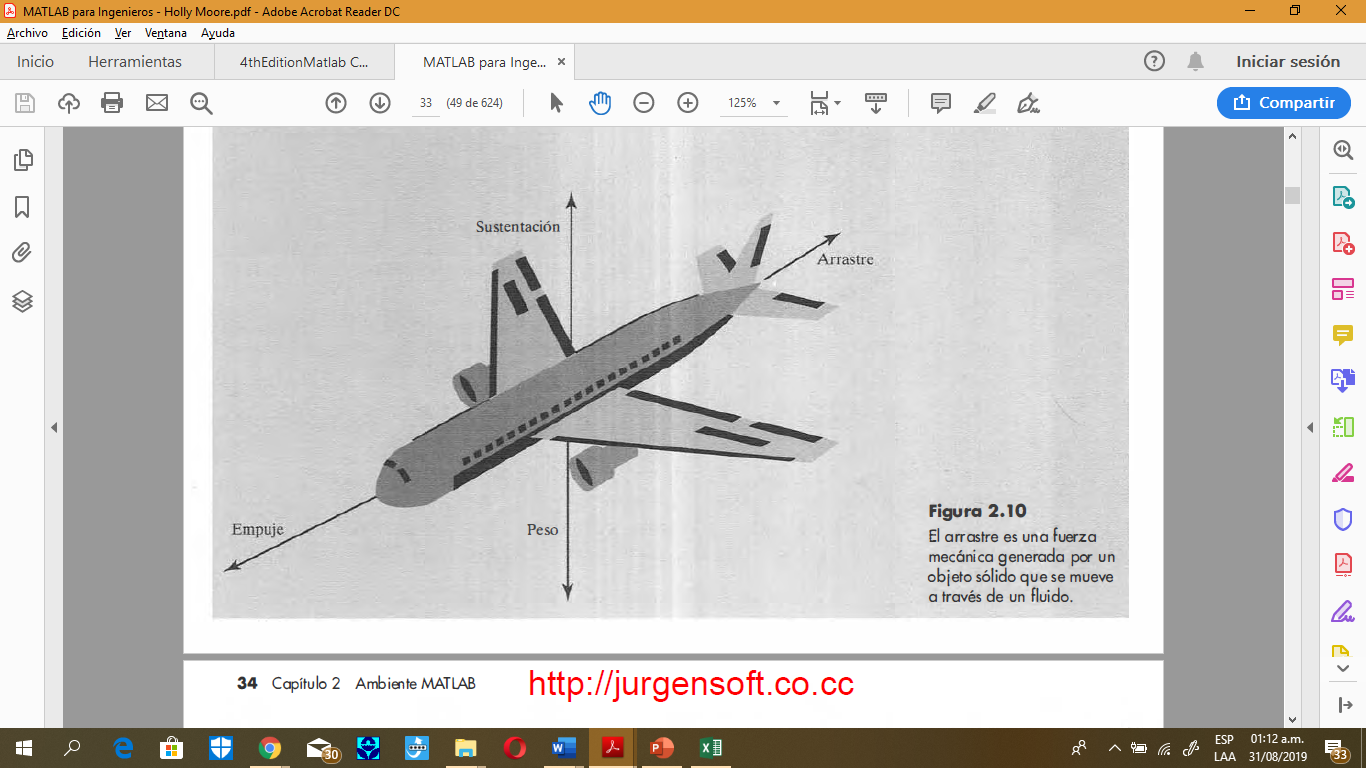 MATLAB para Ingenieros - Holly Moore.pdf - Adobe Acrobat Reader DC
Archivo Edición Ver Ventana Ayuda
Inicio Herramientas 4thEditionMatlab C... MATLAB para Inge... ×
Iniciar sesión
33 (49 de 624) 125% Compartir
Sustentación
Arrastre
Empuje
Peso
Figura 2.10
El arrastre es una fuerza
mecánica generada por un
objeto sólido que se mueve
a través de un fluido.
34 Capítulo 2 Ambiente MATLAB http://jurgensoft.co.cc
30
ESP
LAA
01:12 a.m.
31/08/2019
33